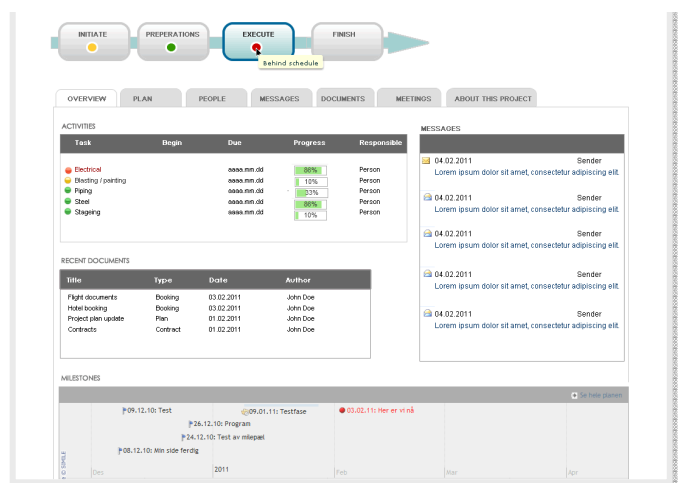 INITIATE PREPERATIONS EXECUTE FINISH
Behind schedule
OVERVIEW PLAN PEOPLE MESSAGES DOCUMENTS MEETINGS ABOUT THIS PROJECT
ACTIVITIES
Task Begin Due Progress Responsible
Electrical aaaa.mm.dd 86% Person
Blasting / painting aaaa.mm.dd 10% Person
Piping aaaa.mm.dd 33% Person
Steel aaaa.mm.dd 86% Person
Stageing aaaa.mm.dd 10% Person
MESSAGES
04.02.2011 Sender
Lorem ipsum dolor sit amet, consectetur adipiscing elit.
04.02.2011 Sender
Lorem ipsum dolor sit amet, consectetur adipiscing elit.
04.02.2011 Sender
Lorem ipsum dolor sit amet, consectetur adipiscing elit.
04.02.2011 Sender
Lorem ipsum dolor sit amet, consectetur adipiscing elit.
04.02.2011 Sender
Lorem ipsum dolor sit amet, consectetur adipiscing elit.
RECENT DOCUMENTS
Title Type Date Author
Flight documents Booking 03.02.2011 John Doe
Hotel booking Booking 03.02.2011 John Doe
Project plan update Plan 01.02.2011 John Doe
Contracts Contract 01.02.2011 John Doe
MILESTONES
Se hele planen
09.12.10: Test 09.01.11: Testfase 03.02.11: Her er vi nå
26.12.10: Program
24.12.10: Test av milepæl
08.12.10: Min side ferdig
© SIMILE
Des 2011 Feb Mar Apr